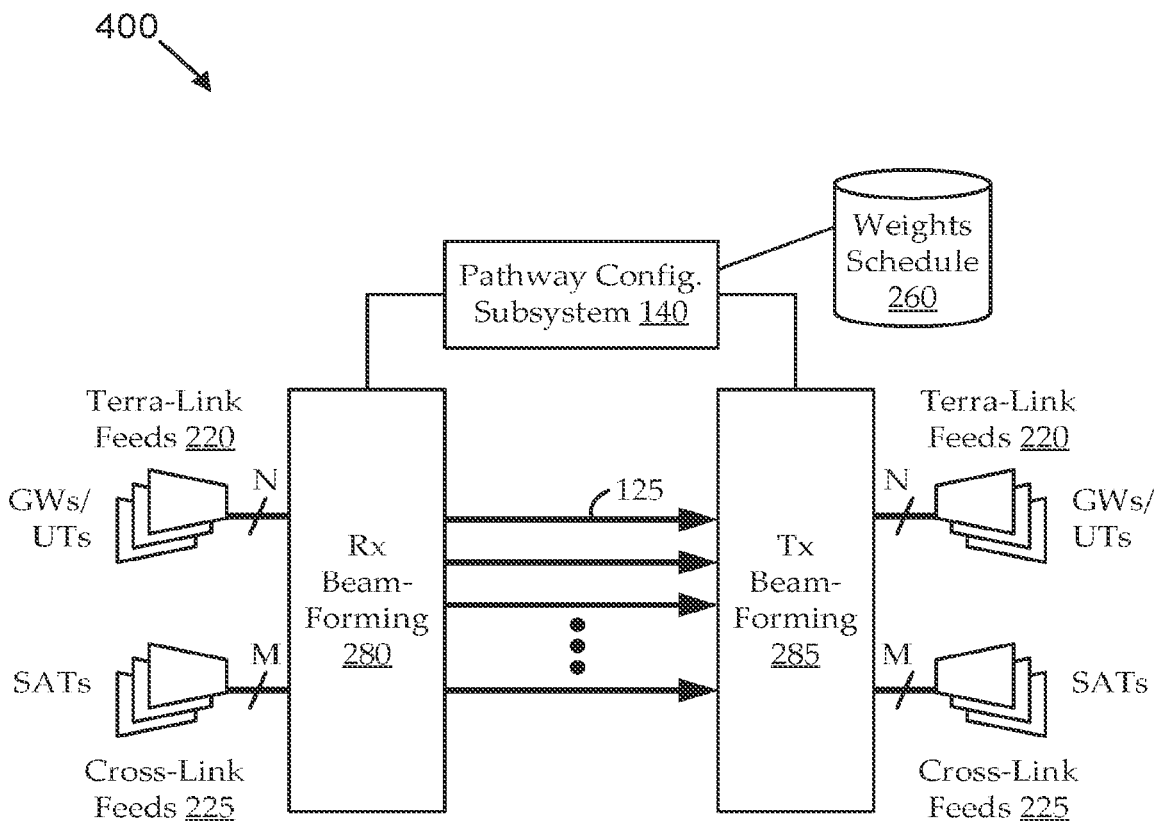 400
Weights
Schedule
260
Pathway Config.
Subsystem 140
Terra-Link
Feeds 220
N
GWs/
UTs
SATs
M
Cross-Link
Feeds 225
Rx
Beam-
Forming
280
125
Tx
Beam-
Forming
285
Terra-Link
Feeds 220
N
GWs/
UTs
M
SATs
Cross-Link
Feeds 225